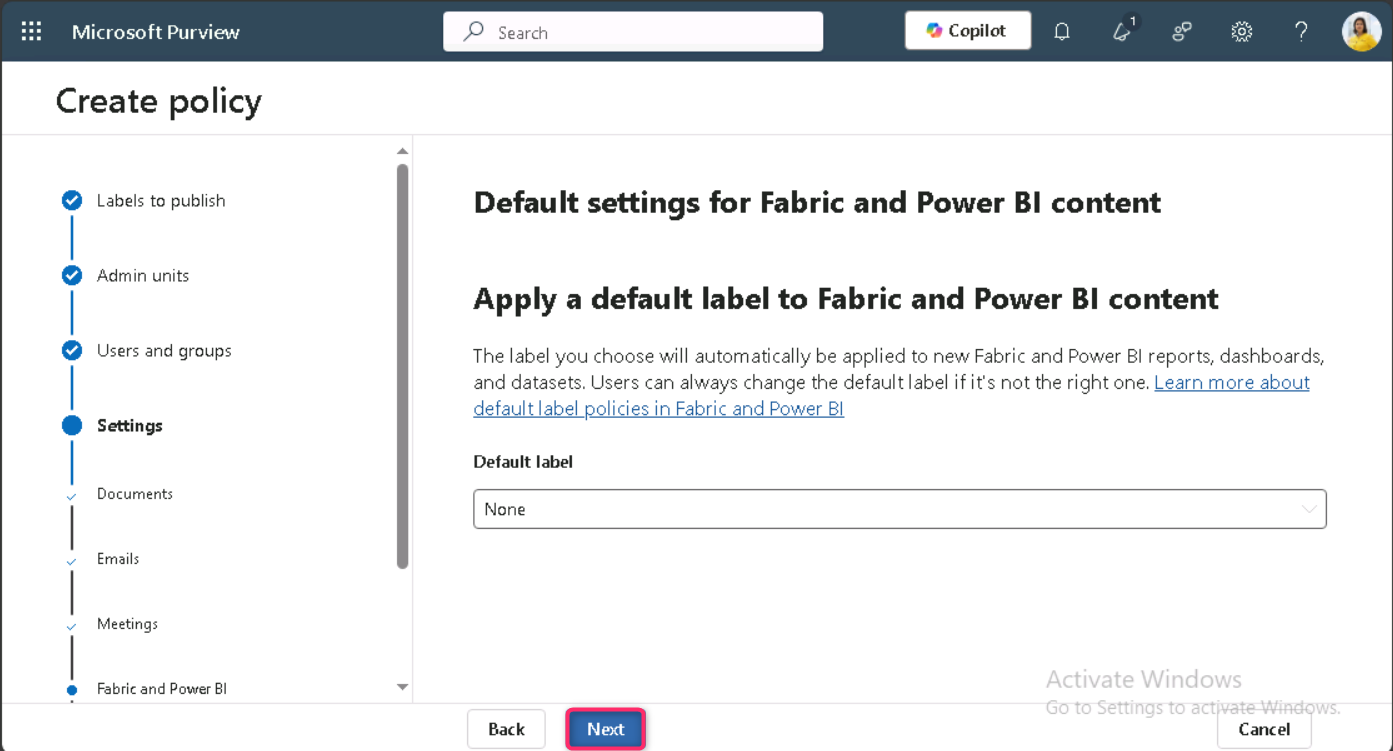 Microsoft Purview
Search
Copilot
1
?
Create policy
Labels to publish
Admin units
Users and groups
Settings
Documents
Emails
Meetings
Fabric and Power BI
Default settings for Fabric and Power BI content
Apply a default label to Fabric and Power BI content
The label you choose will automatically be applied to new Fabric and Power BI reports, dashboards,
and datasets. Users can always change the default label if it's not the right one. Learn more about
default label policies in Fabric and Power BI
Default label
None
Activate Windows
Go to Settings to activate Windows.
Back
Next
Cancel